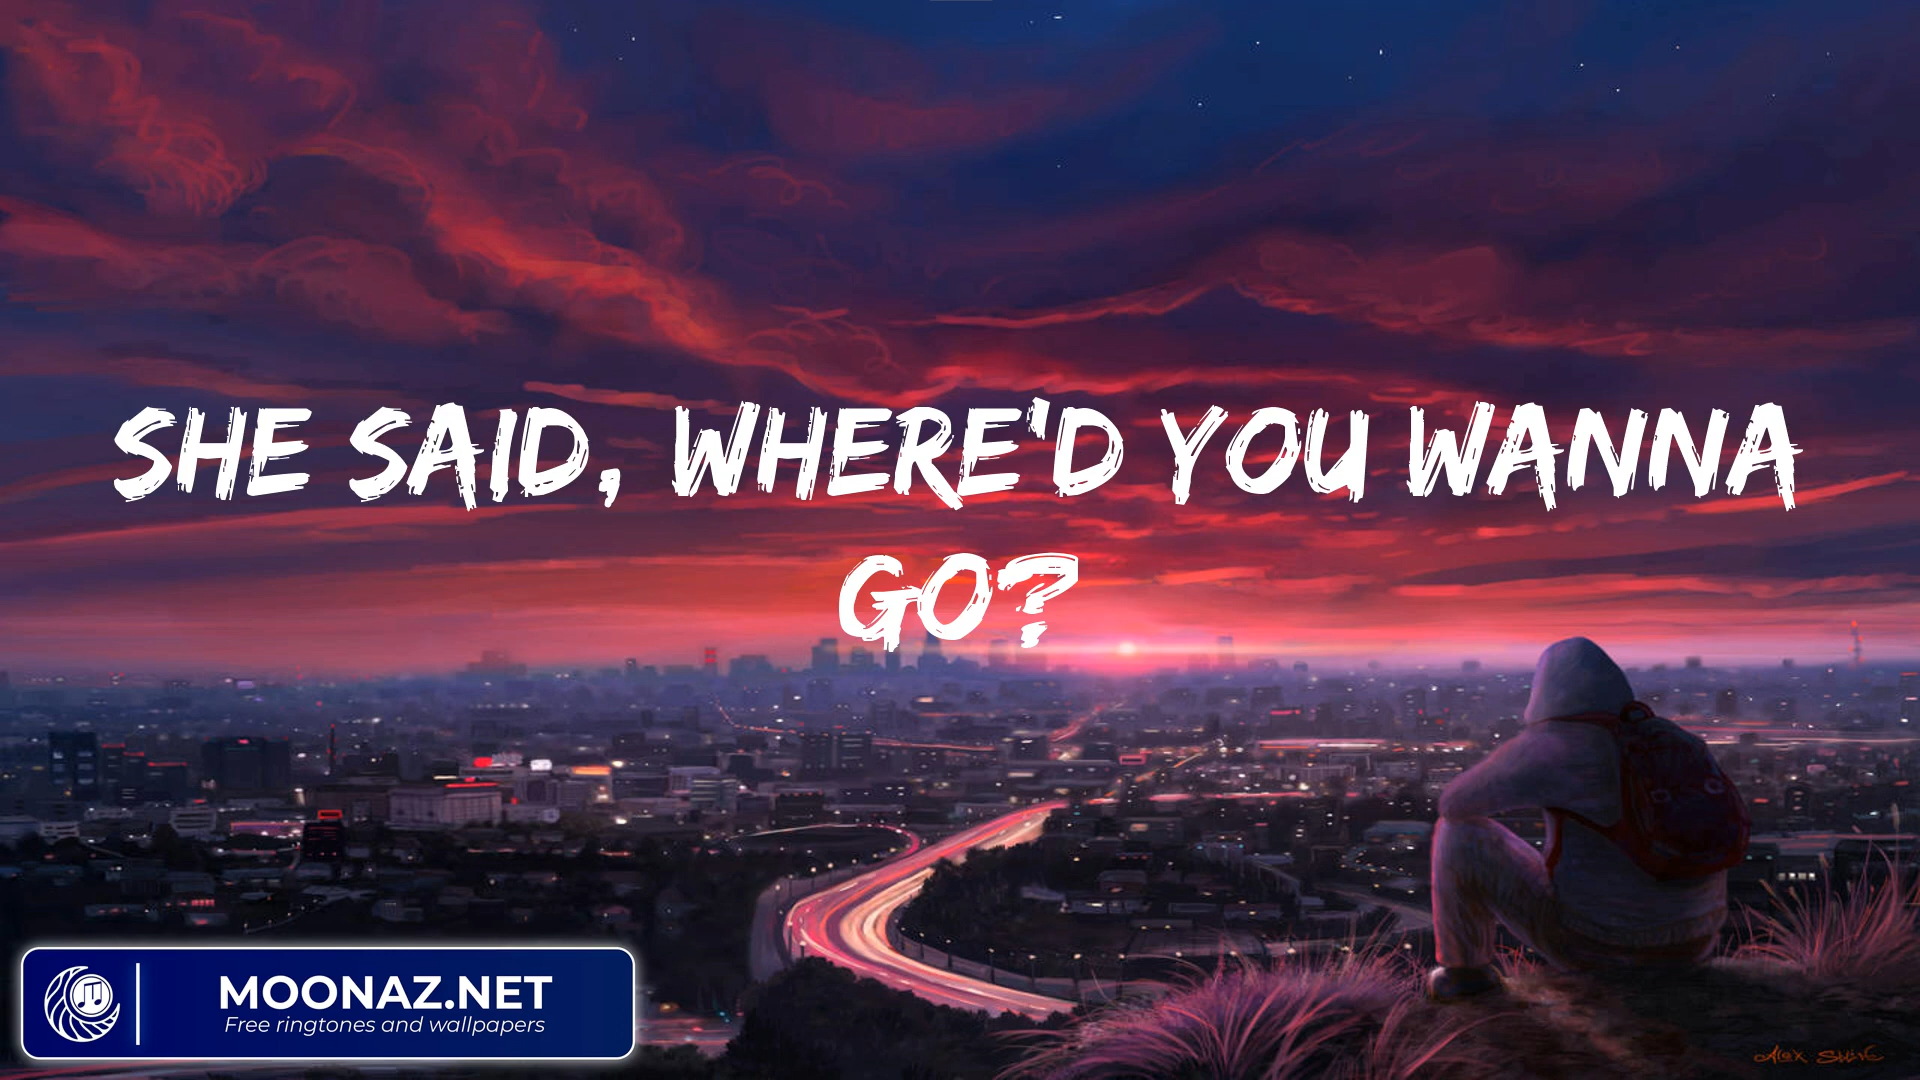 SHE SAID, WHERE'D YOU WANNA
GO?
MOONAZ.NET
Free ringtones and wallpapers